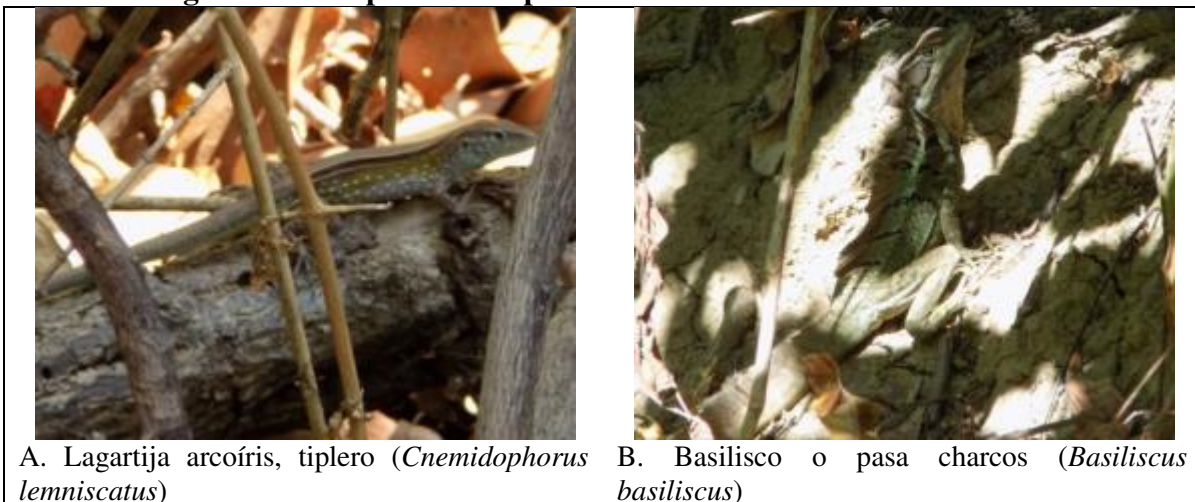 A. Lagartija arcoíris, tiplero (Cnemidophorus
lemniscatus)
B. Basilisco o pasa charcos (Basiliscus
basiliscus)